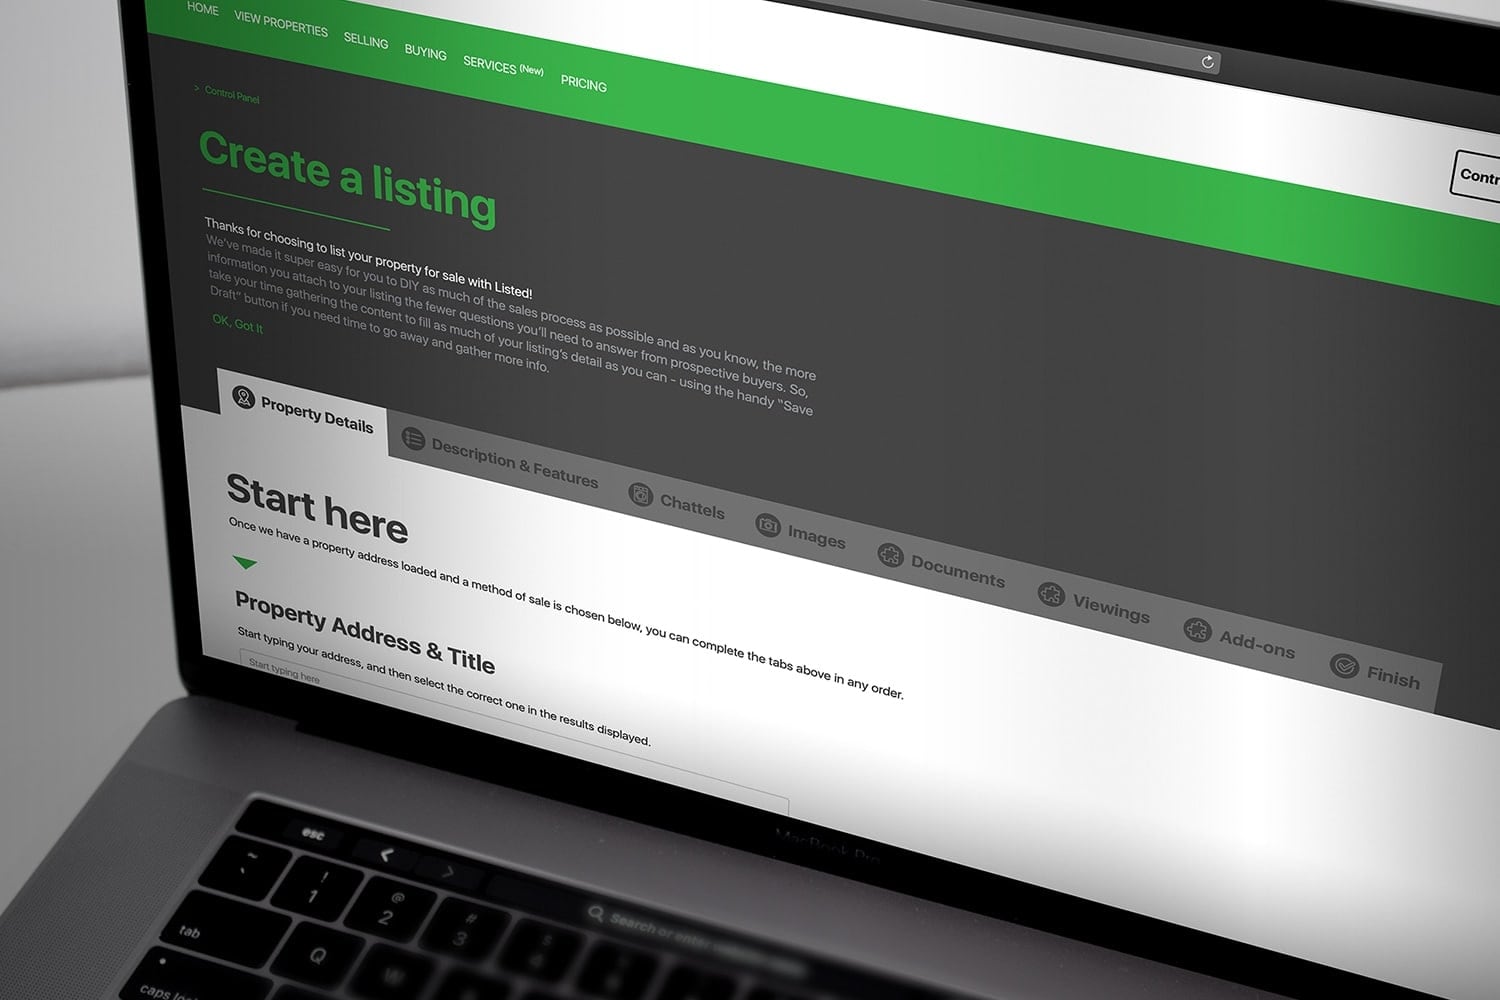 HOME VIEW PROPERTIES SELLING BUYING SERVICES (New) PRICING
Contr
> Control Panel
Create a listing
Thanks for choosing to list your property for sale with Listed!
We've made it super easy for you to DIY as much of the sales process as possible and as you know, the more
information you attach to your listing the fewer questions you'll need to answer from prospective buyers. So,
take your time gathering the content to fill as much of your listing's detail as you can - using the handy "Save
Draft" button if you need time to go away and gather more info.
OK, Got It
Property Details Description & Features Chattels Images Documents Viewings Add-ons Finish
Start here
Once we have a property address loaded and a method of sale is chosen below, you can complete the tabs above in any order.
Property Address & Title
Start typing your address, and then select the correct one in the results displayed.
Start typing here
MacBook Pro
esc
Search or enter
~ ! @ # $
` 1 2 3 4
tab Q W
caps